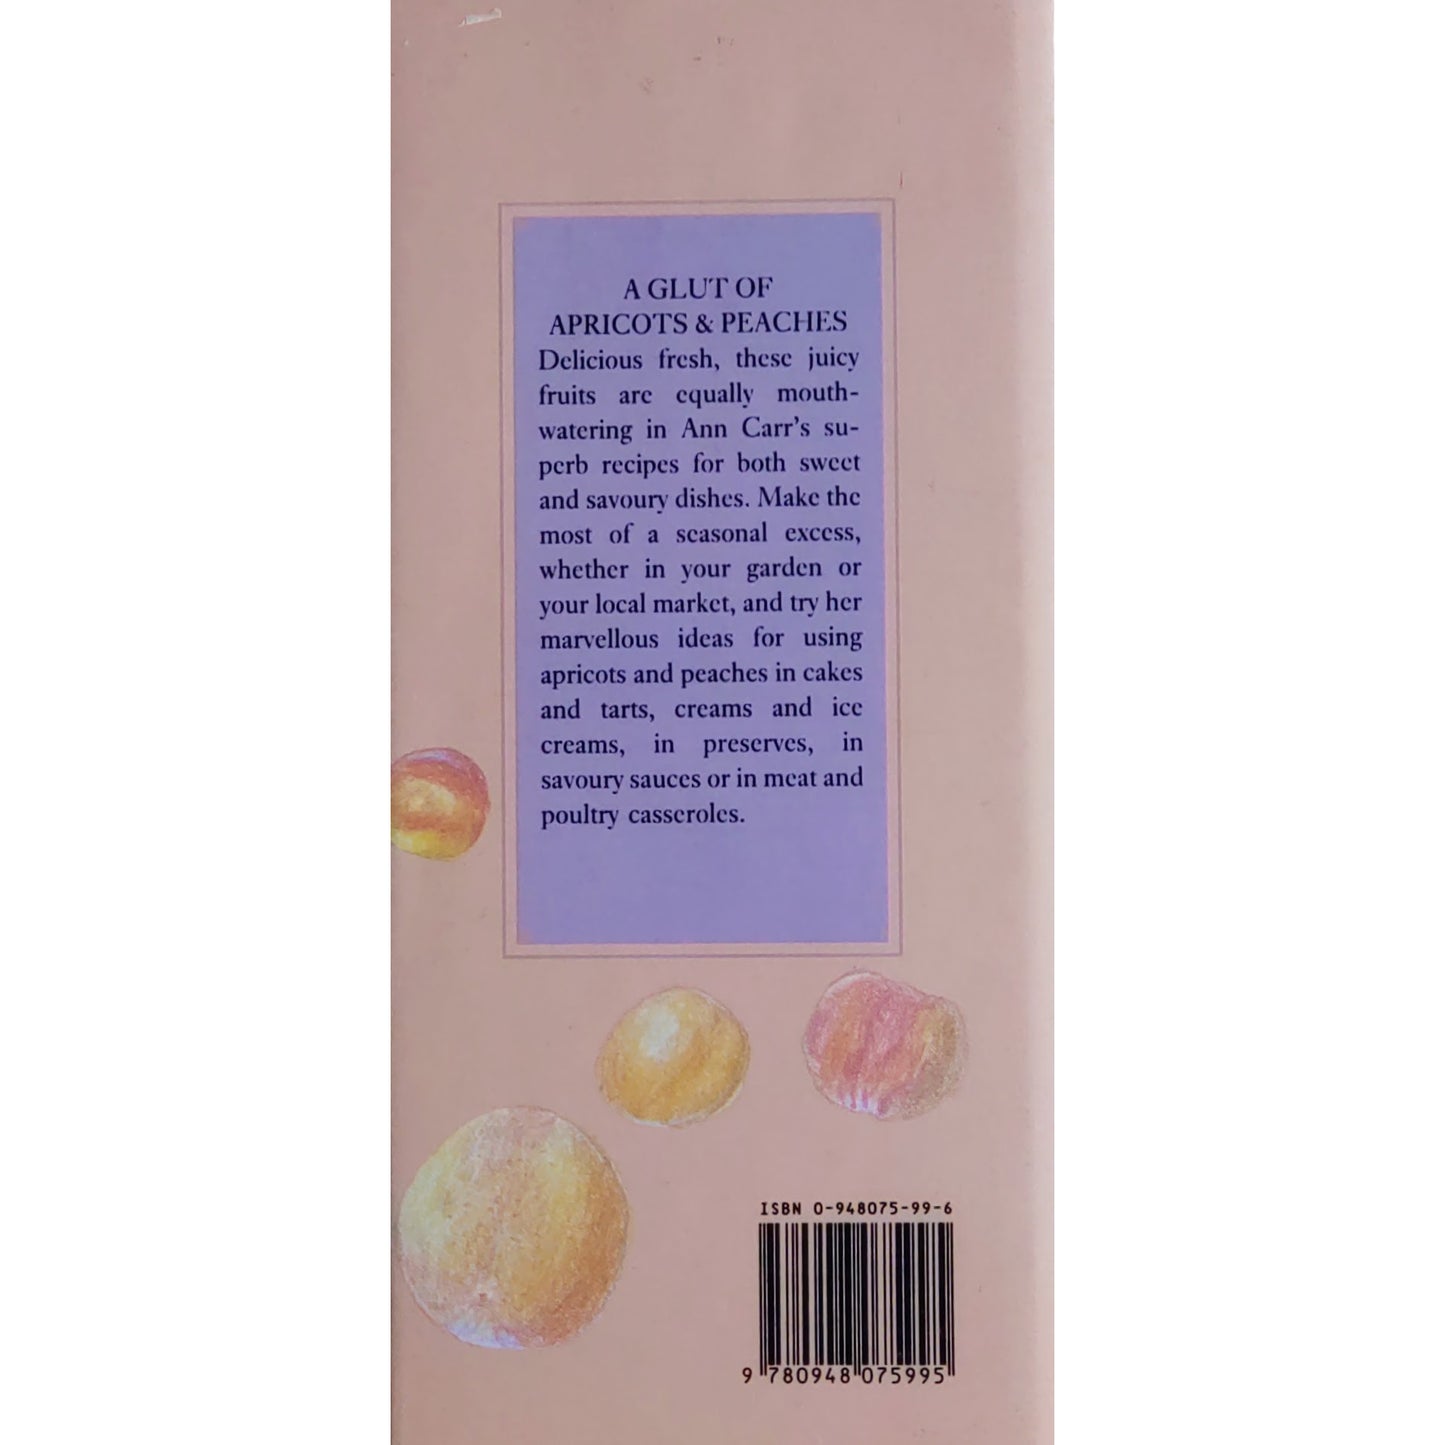 A GLUT OF
APRICOTS & PEACHES
Delicious fresh, these juicy
fruits are equally mouth-
watering in Ann Carr's su-
perb recipes for both sweet
and savoury dishes. Make the
most of a seasonal excess,
whether in your garden or
your local market, and try her
marvellous ideas for using
apricots and peaches in cakes
and tarts, creams and ice
creams, in preserves, in
savoury sauces or in meat and
poultry casseroles.
ISBN 0-948075-99-6
9 780948 075995